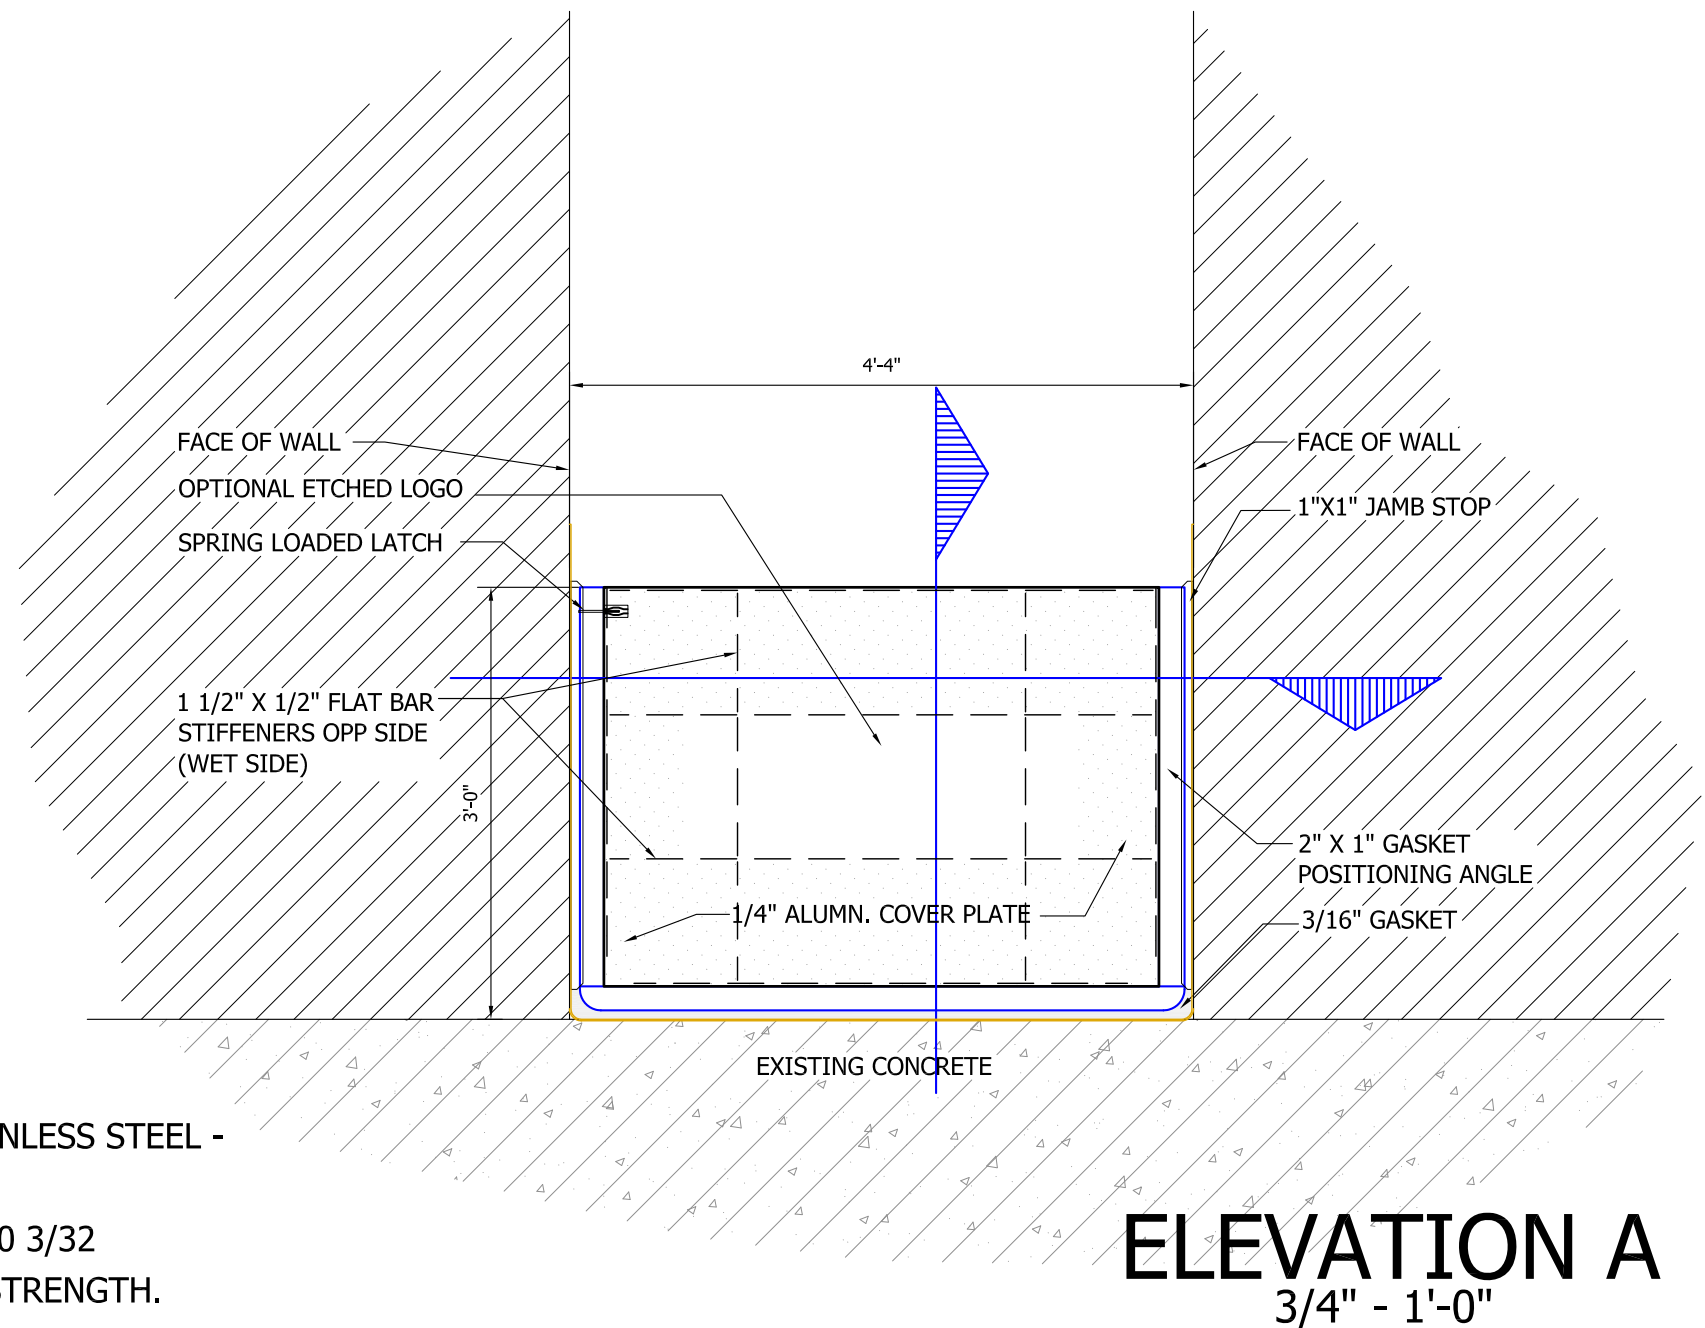 4'-4"
FACE OF WALL
OPTIONAL ETCHED LOGO
SPRING LOADED LATCH
1 1/2" X 1/2" FLAT BAR
STIFFENERS OPP SIDE
(WET SIDE)
3'-0"
FACE OF WALL
1"X1" JAMB STOP
2" X 1" GASKET
POSITIONING ANGLE
3/16" GASKET
1/4" ALUMN. COVER PLATE
EXISTING CONCRETE
NLESS STEEL -
0 3/32
STRENGTH.
ELEVATION A
3/4" - 1'-0"